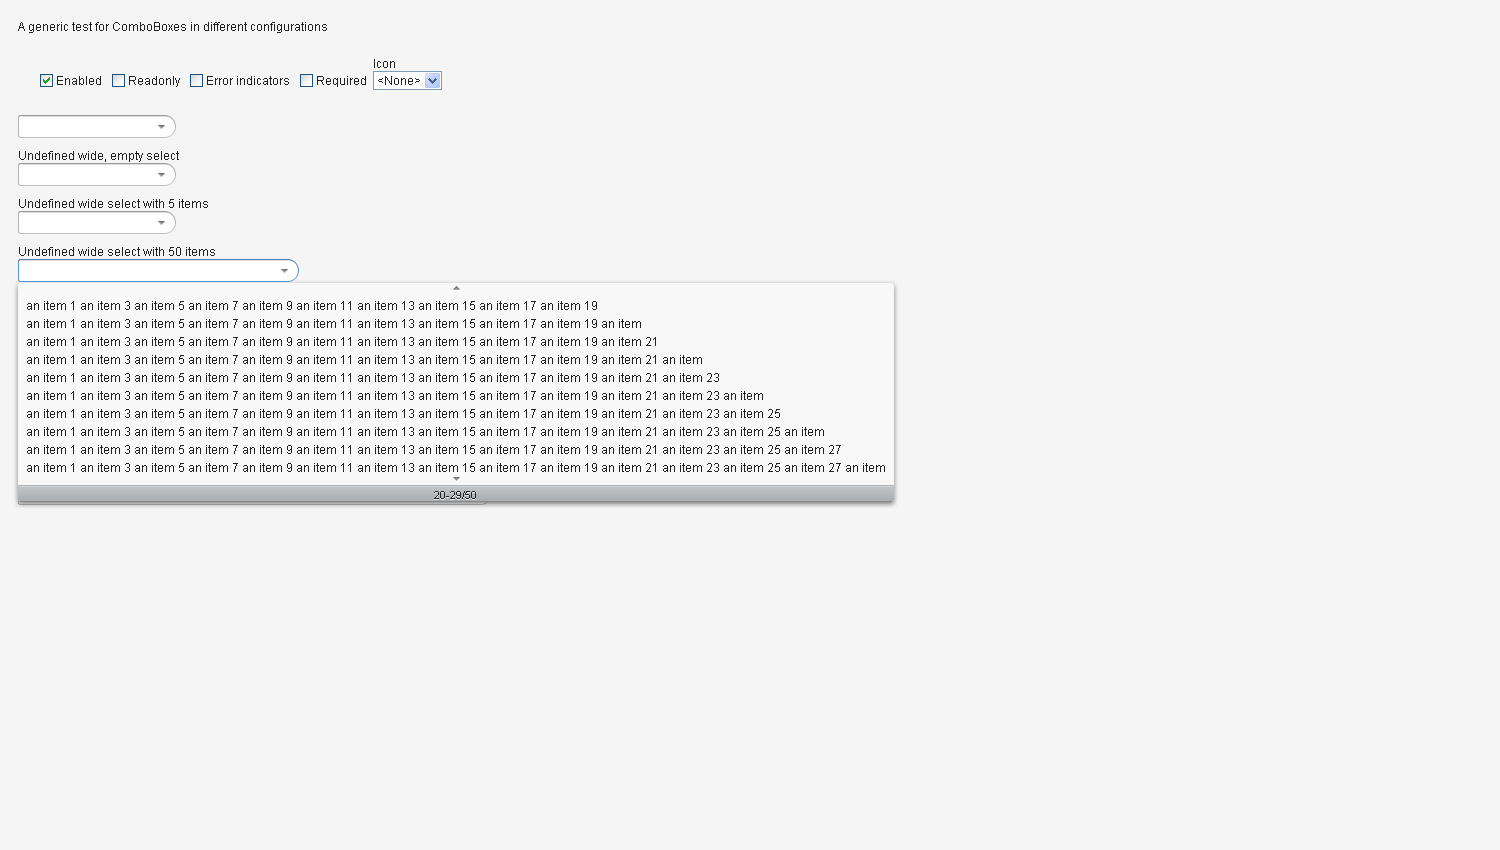 A generic test for ComboBoxes in different configurations
Icon
Enabled Readonly Error indicators Required <None>
Undefined wide, empty select
Undefined wide select with 5 items
Undefined wide select with 50 items
an item 1 an item 3 an item 5 an item 7 an item 9 an item 11 an item 13 an item 15 an item 17 an item 19
an item 1 an item 3 an item 5 an item 7 an item 9 an item 11 an item 13 an item 15 an item 17 an item 19 an item
an item 1 an item 3 an item 5 an item 7 an item 9 an item 11 an item 13 an item 15 an item 17 an item 19 an item 21
an item 1 an item 3 an item 5 an item 7 an item 9 an item 11 an item 13 an item 15 an item 17 an item 19 an item 21 an item
an item 1 an item 3 an item 5 an item 7 an item 9 an item 11 an item 13 an item 15 an item 17 an item 19 an item 21 an item 23
an item 1 an item 3 an item 5 an item 7 an item 9 an item 11 an item 13 an item 15 an item 17 an item 19 an item 21 an item 23 an item
an item 1 an item 3 an item 5 an item 7 an item 9 an item 11 an item 13 an item 15 an item 17 an item 19 an item 21 an item 23 an item 25
an item 1 an item 3 an item 5 an item 7 an item 9 an item 11 an item 13 an item 15 an item 17 an item 19 an item 21 an item 23 an item 25 an item
an item 1 an item 3 an item 5 an item 7 an item 9 an item 11 an item 13 an item 15 an item 17 an item 19 an item 21 an item 23 an item 25 an item 27
an item 1 an item 3 an item 5 an item 7 an item 9 an item 11 an item 13 an item 15 an item 17 an item 19 an item 21 an item 23 an item 25 an item 27 an item
20-29/50